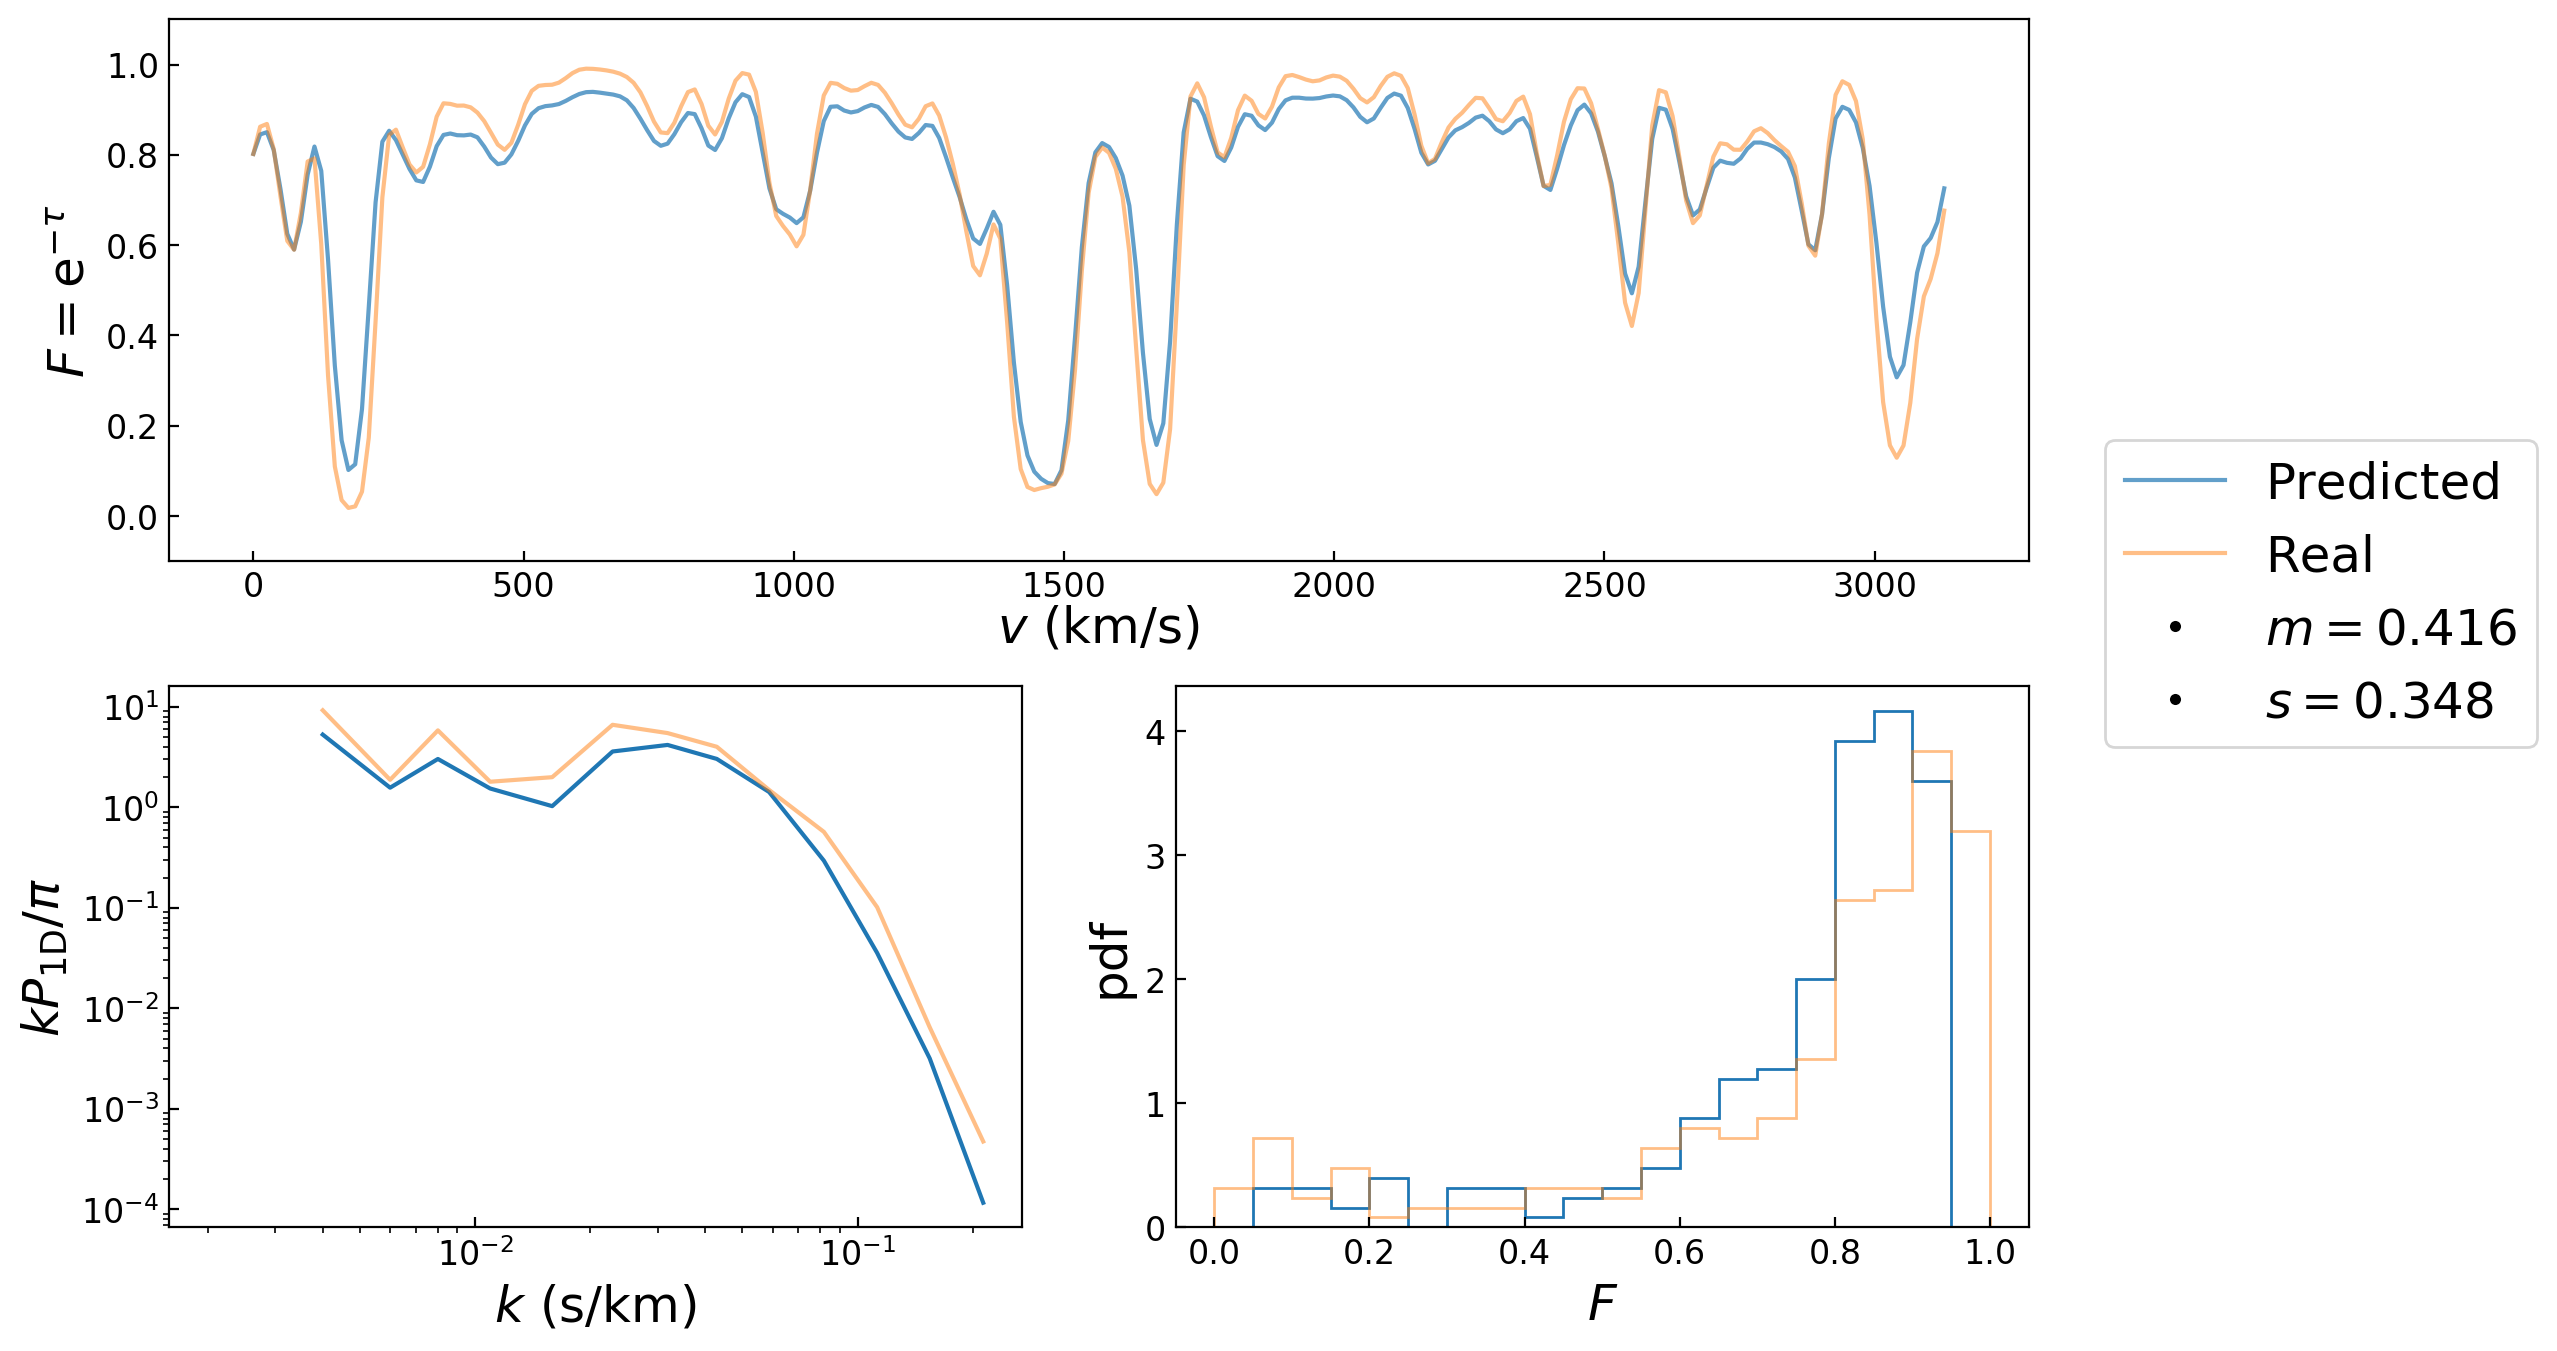 1.0
0.8
0.6
0.4
0.2
0.0
F = e^{-τ}
0 500 1000 1500 2000 2500 3000
v (km/s)
Predicted
Real
m = 0.416
s = 0.348
10^1
10^0
10^{-1}
10^{-2}
10^{-3}
10^{-4}
kP_{1D}/π
10^{-2} 10^{-1}
k (s/km)
4
3
2
1
0
pdf
0.0 0.2 0.4 0.6 0.8 1.0
F